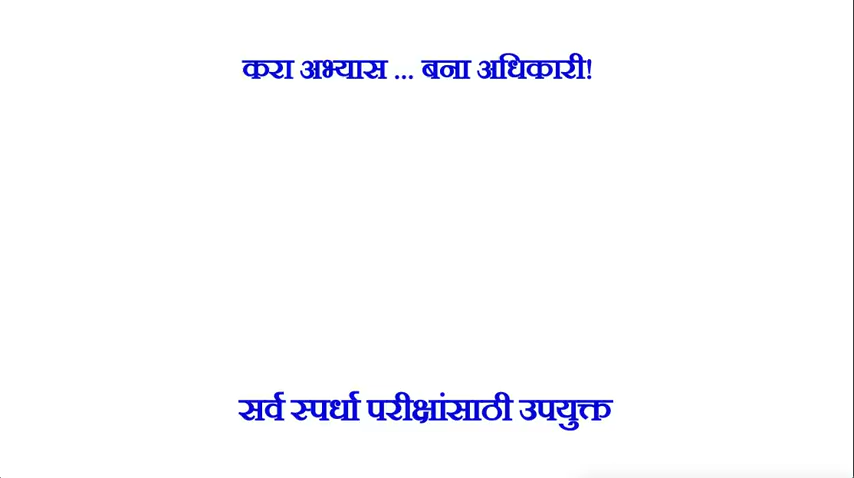 करा अभ्यास ... बना अधिकारी!
सर्व स्पर्धा परीक्षांसाठी उपयुक्त